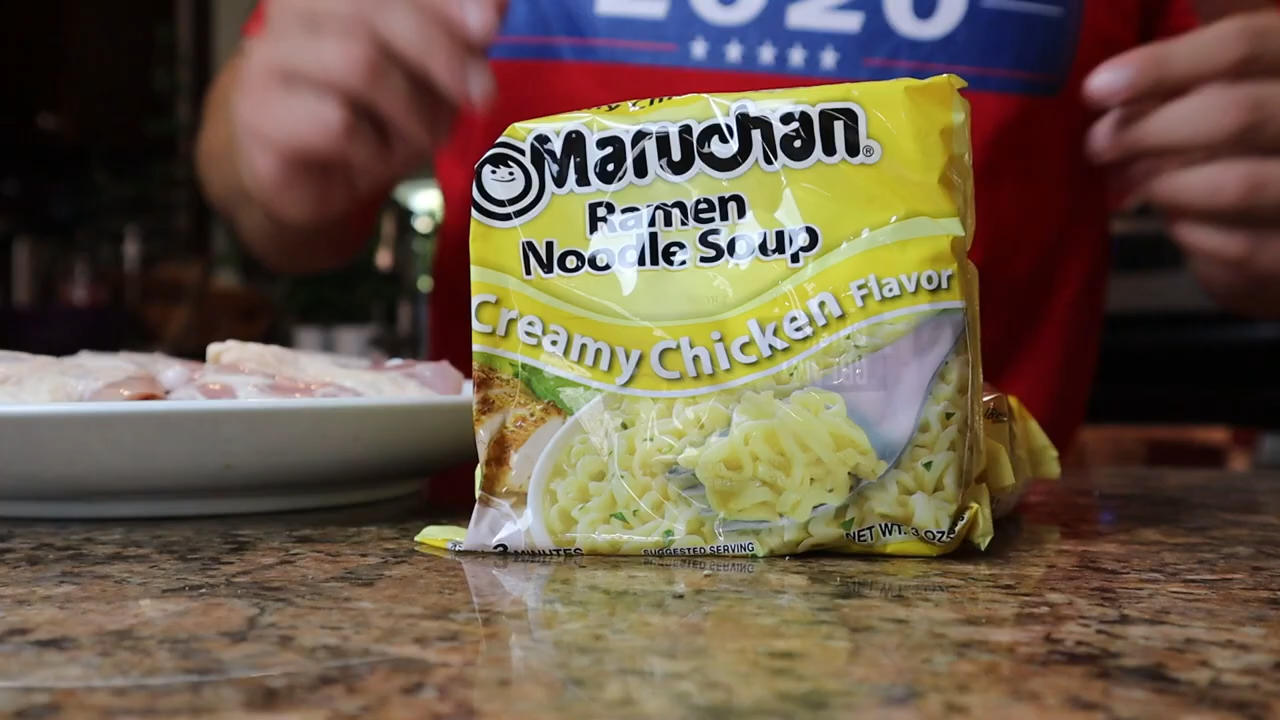 2020
Maruchan®
Ramen
Noodle Soup
Creamy Chicken Flavor
3 MINUTES
SUGGESTED SERVING
NET WT. 3 OZ